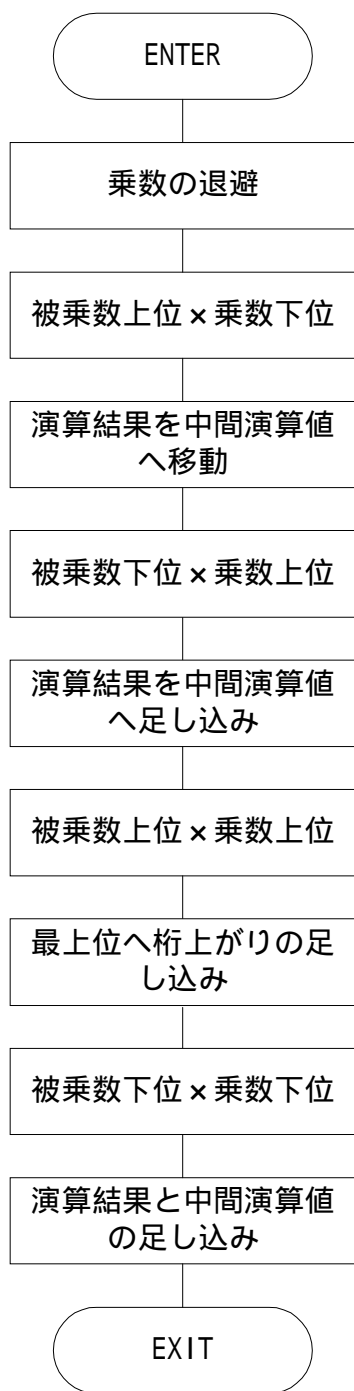 ENTER
乗数の退避
被乗数上位×乗数下位
演算結果を中間演算値
へ移動
被乗数下位×乗数上位
演算結果を中間演算値
へ足し込み
被乗数上位×乗数上位
最上位へ桁上がりの足
し込み
被乗数下位×乗数下位
演算結果と中間演算値
の足し込み
EXIT